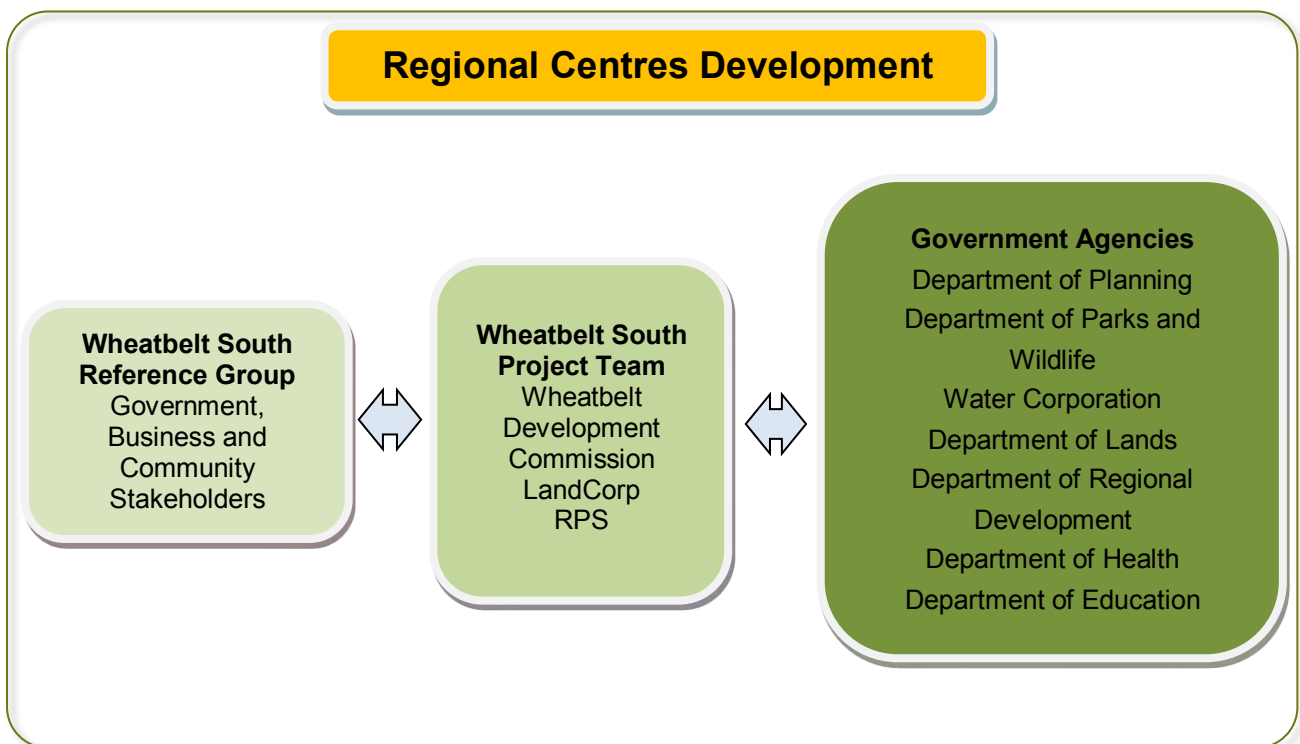 Regional Centres Development
Wheatbelt South
Reference Group
Government,
Business and
Community
Stakeholders
Wheatbelt South
Project Team
Wheatbelt
Development
Commission
LandCorp
RPS
Government Agencies
Department of Planning
Department of Parks and
Wildlife
Water Corporation
Department of Lands
Department of Regional
Development
Department of Health
Department of Education